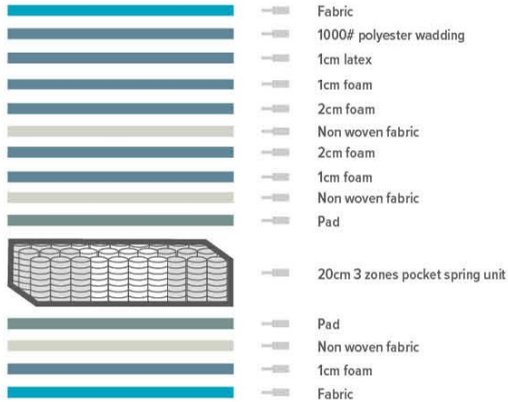 Fabric
1000# polyester wadding
1cm latex
1cm foam
2cm foam
Non woven fabric
2cm foam
1cm foam
Non woven fabric
Pad
20cm 3 zones pocket spring unit
Pad
Non woven fabric
1cm foam
Fabric